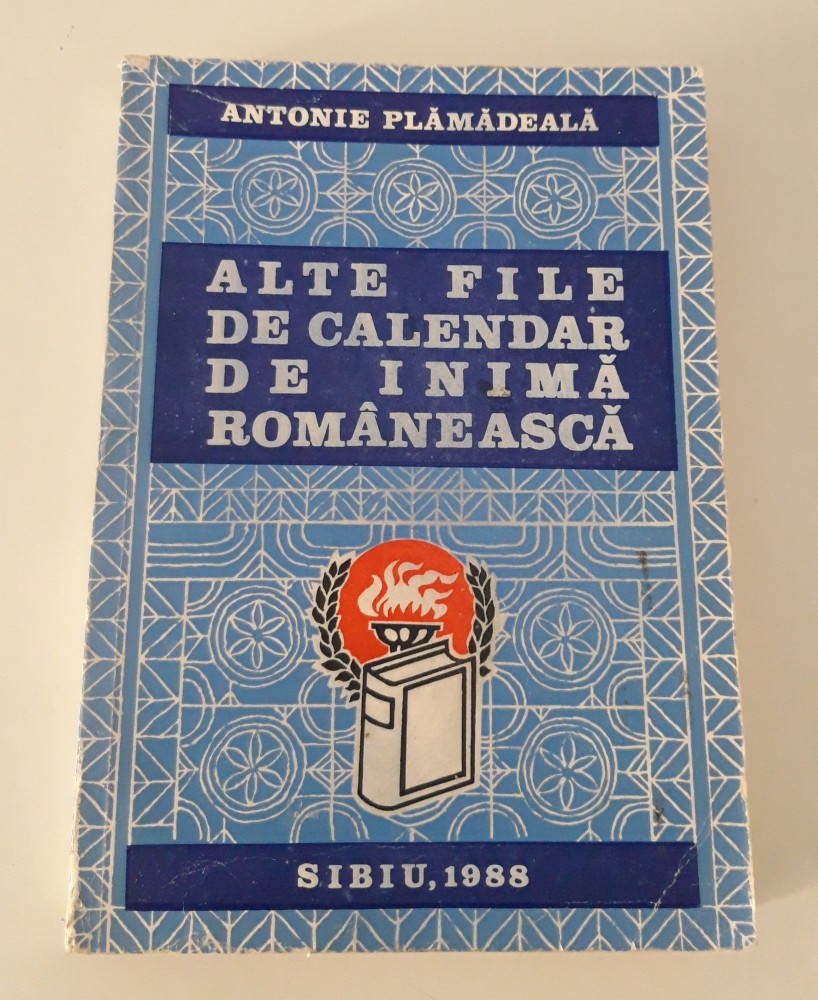 ANTONIE PLĂMĂDEALĂ
ALTE FILE
DE CALENDAR
DE INIMĂ
ROMÂNEASCĂ
SIBIU, 1988